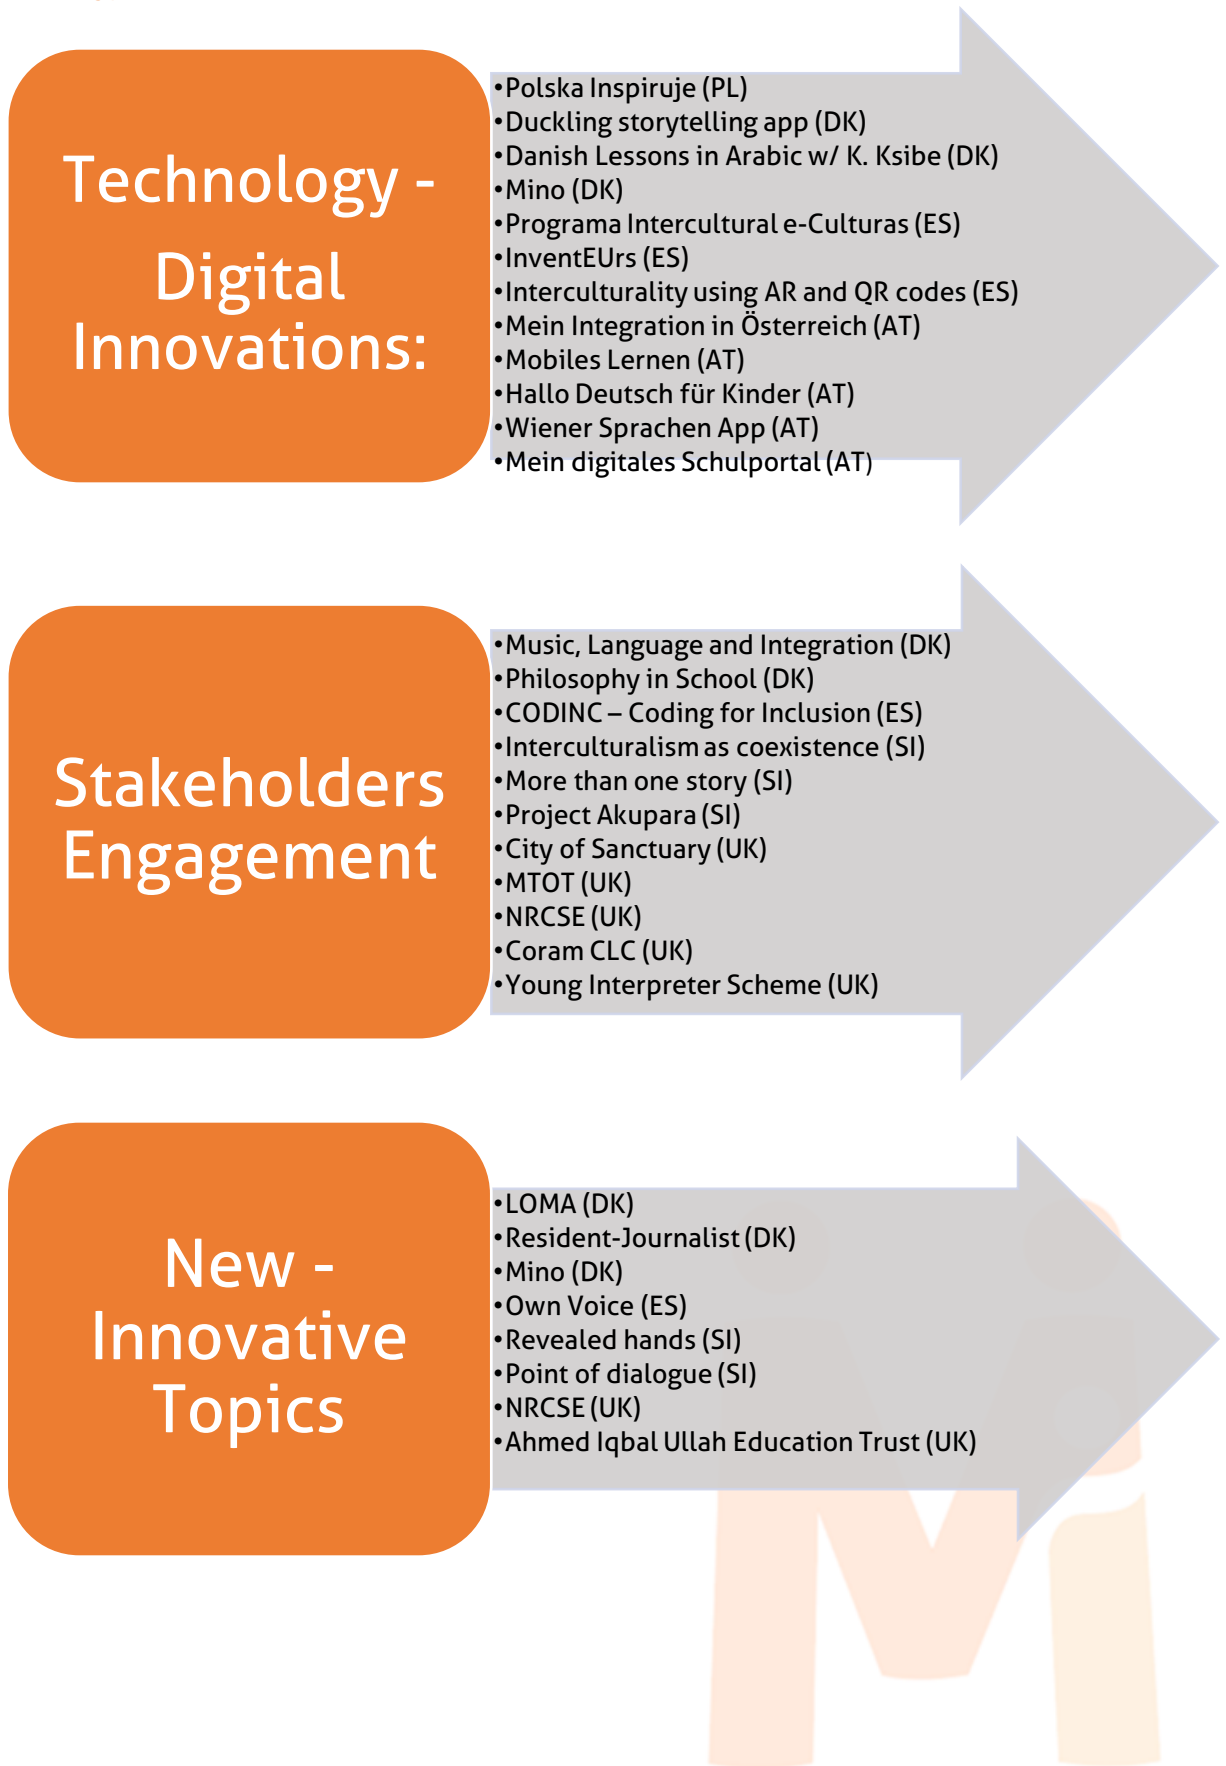 Technology -
Digital
Innovations:
•Polska Inspiruje (PL)
•Duckling storytelling app (DK)
•Danish Lessons in Arabic w/ K. Ksibe (DK)
•Mino (DK)
•Programa Intercultural e-Culturas (ES)
•InventEUrs (ES)
•Interculturality using AR and QR codes (ES)
•Mein Integration in Österreich (AT)
•Mobiles Lernen (AT)
•Hallo Deutsch für Kinder (AT)
•Wiener Sprachen App (AT)
•Mein digitales Schulportal (AT)
Stakeholders
Engagement
•Music, Language and Integration (DK)
•Philosophy in School (DK)
•CODINC – Coding for Inclusion (ES)
•Interculturalism as coexistence (SI)
•More than one story (SI)
•Project Akupara (SI)
•City of Sanctuary (UK)
•MTOT (UK)
•NRCSE (UK)
•Coram CLC (UK)
•Young Interpreter Scheme (UK)
New -
Innovative
Topics
•LOMA (DK)
•Resident-Journalist (DK)
•Mino (DK)
•Own Voice (ES)
•Revealed hands (SI)
•Point of dialogue (SI)
•NRCSE (UK)
•Ahmed Iqbal Ullah Education Trust (UK)